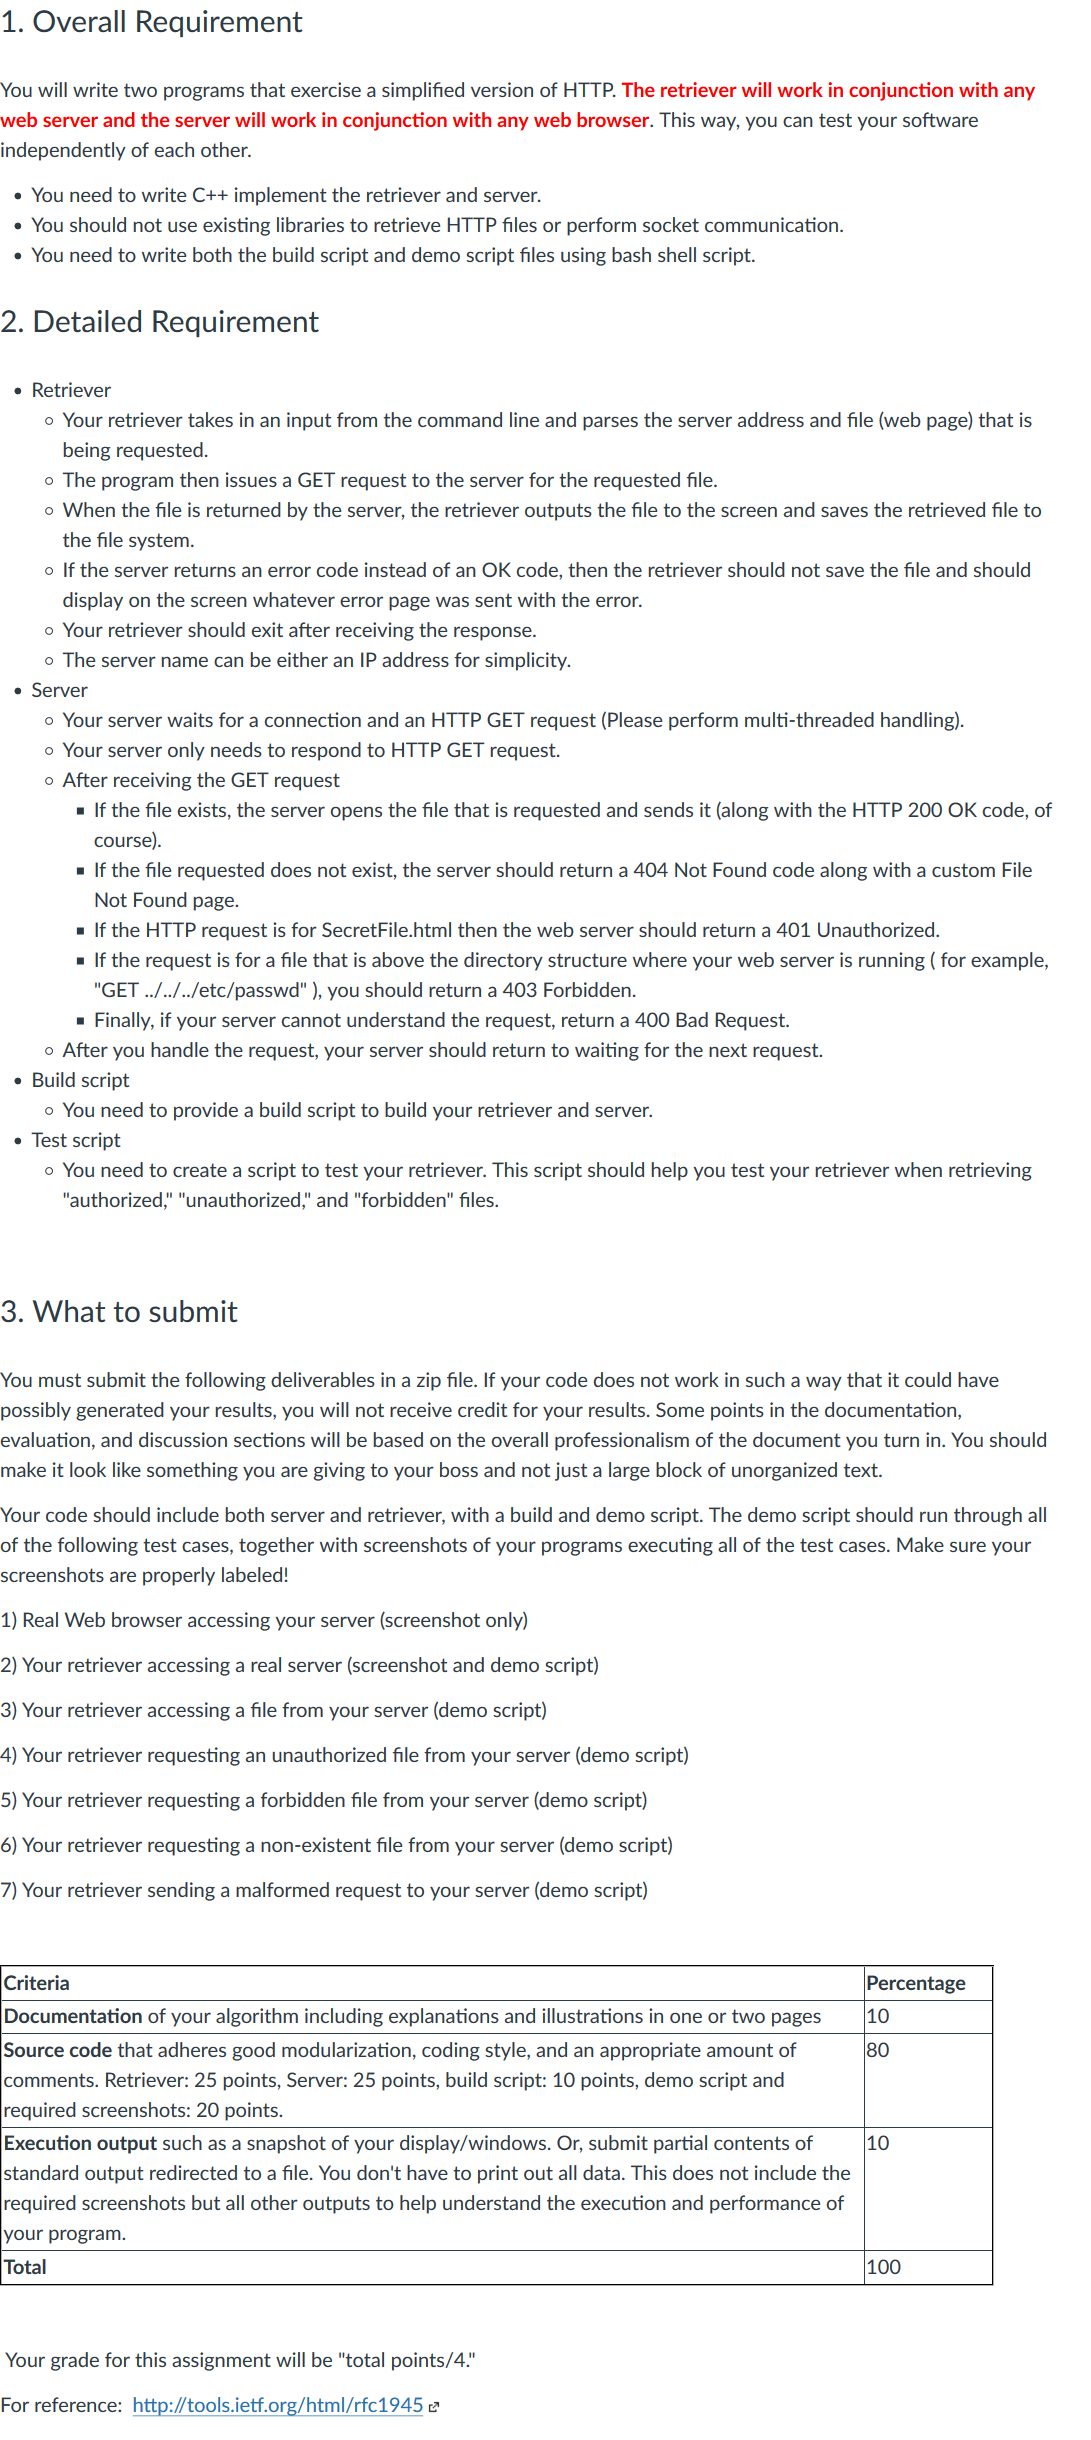 1. Overall Requirement
You will write two programs that exercise a simplified version of HTTP. The retriever will work in conjunction with any
web server and the server will work in conjunction with any web browser. This way, you can test your software
independently of each other.
• You need to write C++ implement the retriever and server.
• You should not use existing libraries to retrieve HTTP files or perform socket communication.
• You need to write both the build script and demo script files using bash shell script.
2. Detailed Requirement
• Retriever
◦ Your retriever takes in an input from the command line and parses the server address and file (web page) that is
being requested.
◦ The program then issues a GET request to the server for the requested file.
◦ When the file is returned by the server, the retriever outputs the file to the screen and saves the retrieved file to
the file system.
◦ If the server returns an error code instead of an OK code, then the retriever should not save the file and should
display on the screen whatever error page was sent with the error.
◦ Your retriever should exit after receiving the response.
◦ The server name can be either an IP address for simplicity.
• Server
◦ Your server waits for a connection and an HTTP GET request (Please perform multi-threaded handling).
◦ Your server only needs to respond to HTTP GET request.
◦ After receiving the GET request
▪ If the file exists, the server opens the file that is requested and sends it (along with the HTTP 200 OK code, of
course).
▪ If the file requested does not exist, the server should return a 404 Not Found code along with a custom File
Not Found page.
▪ If the HTTP request is for SecretFile.html then the web server should return a 401 Unauthorized.
▪ If the request is for a file that is above the directory structure where your web server is running ( for example,
"GET ../../../etc/passwd" ), you should return a 403 Forbidden.
▪ Finally, if your server cannot understand the request, return a 400 Bad Request.
◦ After you handle the request, your server should return to waiting for the next request.
• Build script
◦ You need to provide a build script to build your retriever and server.
• Test script
◦ You need to create a script to test your retriever. This script should help you test your retriever when retrieving
"authorized," "unauthorized," and "forbidden" files.
3. What to submit
You must submit the following deliverables in a zip file. If your code does not work in such a way that it could have
possibly generated your results, you will not receive credit for your results. Some points in the documentation,
evaluation, and discussion sections will be based on the overall professionalism of the document you turn in. You should
make it look like something you are giving to your boss and not just a large block of unorganized text.
Your code should include both server and retriever, with a build and demo script. The demo script should run through all
of the following test cases, together with screenshots of your programs executing all of the test cases. Make sure your
screenshots are properly labeled!
1) Real Web browser accessing your server (screenshot only)
2) Your retriever accessing a real server (screenshot and demo script)
3) Your retriever accessing a file from your server (demo script)
4) Your retriever requesting an unauthorized file from your server (demo script)
5) Your retriever requesting a forbidden file from your server (demo script)
6) Your retriever requesting a non-existent file from your server (demo script)
7) Your retriever sending a malformed request to your server (demo script)
Criteria Percentage
Documentation of your algorithm including explanations and illustrations in one or two pages 10
Source code that adheres good modularization, coding style, and an appropriate amount of 80
comments. Retriever: 25 points, Server: 25 points, build script: 10 points, demo script and
required screenshots: 20 points.
Execution output such as a snapshot of your display/windows. Or, submit partial contents of 10
standard output redirected to a file. You don't have to print out all data. This does not include the
required screenshots but all other outputs to help understand the execution and performance of
your program.
Total 100
Your grade for this assignment will be "total points/4."
For reference: http://tools.ietf.org/html/rfc1945